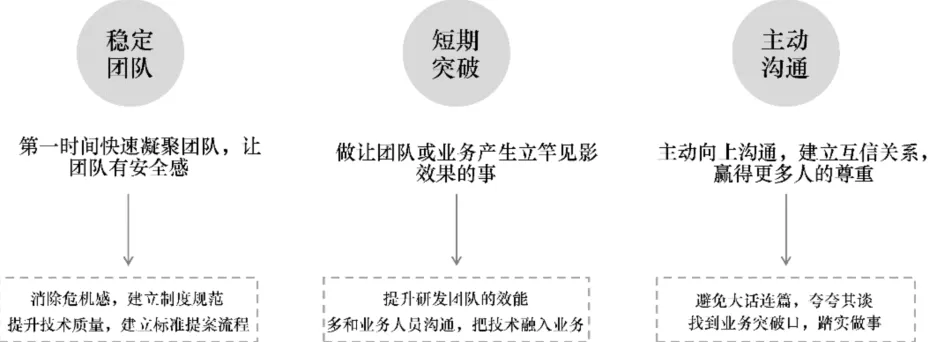 稳定
团队
第一时间快速凝聚团队，让
团队有安全感
消除危机感，建立制度规范
提升技术质量，建立标准提案流程
短期
突破
做让团队或业务产生立竿见影
效果的事
提升研发团队的效能
多和业务人员沟通，把技术融入业务
主动
沟通
主动向上沟通，建立互信关系，
赢得更多人的尊重
避免大话连篇，夸夸其谈
找到业务突破口，踏实做事